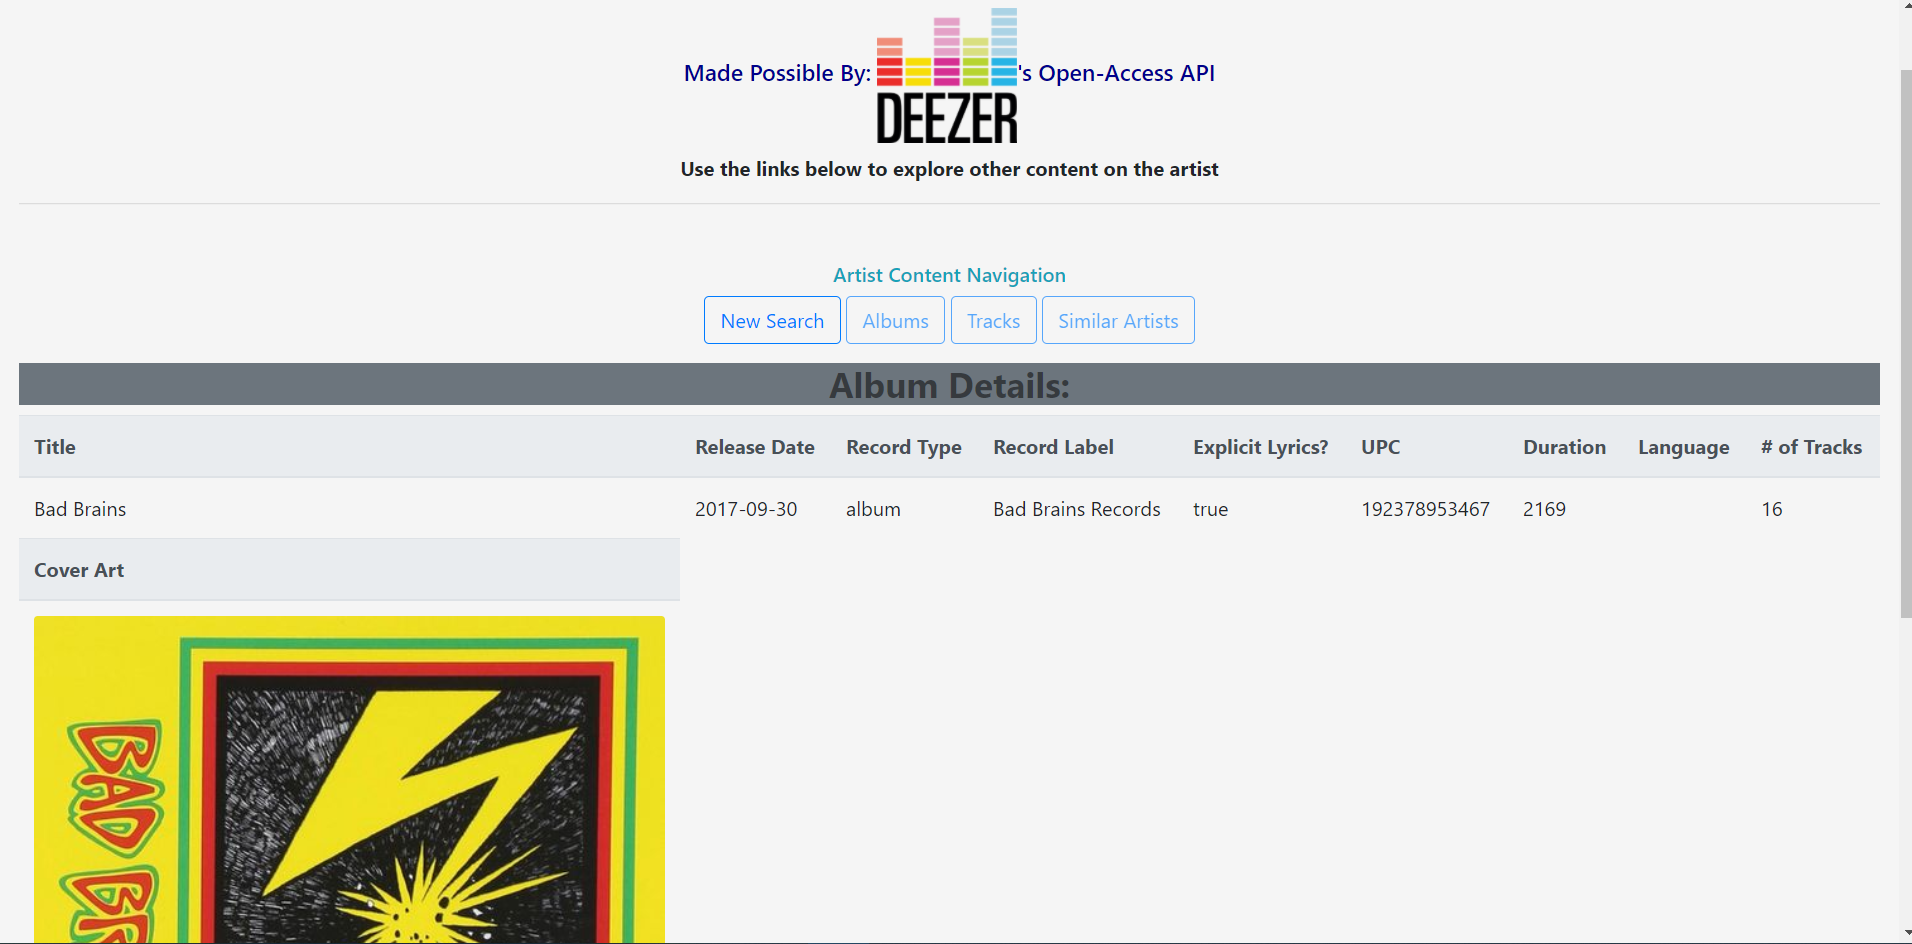 Made Possible By: DEEZER's Open-Access API
Use the links below to explore other content on the artist
Artist Content Navigation
New Search Albums Tracks Similar Artists
Album Details:
Title Release Date Record Type Record Label Explicit Lyrics? UPC Duration Language # of Tracks
Bad Brains 2017-09-30 album Bad Brains Records true 192378953467 2169 16
Cover Art
BAD BR